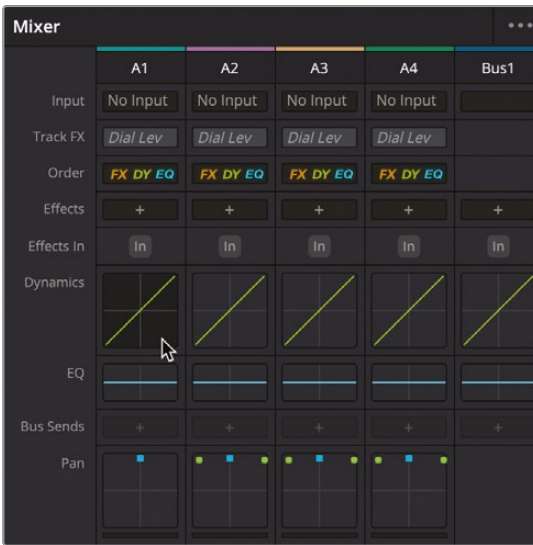 Mixer
A1 A2 A3 A4 Bus1
Input No Input No Input No Input No Input
Track FX Dial Lev Dial Lev Dial Lev Dial Lev
Order FX DY EQ FX DY EQ FX DY EQ FX DY EQ
Effects + + + + +
Effects In In In In In In
Dynamics
EQ
Bus Sends + + + + +
Pan